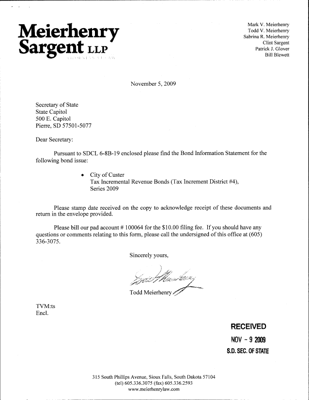 Meierhenry
Sargent LLP
Mark V. Meierhenry
Todd V. Meierhenry
Sabrina R. Meierhenry
Clint Sargent
Patrick J. Glover
Bill Blewett
November 5, 2009
Secretary of State
State Capitol
500 E. Capitol
Pierre, SD 57501-5077
Dear Secretary:
Pursuant to SDCL 6-8B-19 enclosed please find the Bond Information Statement for the
following bond issue:
• City of Custer
Tax Incremental Revenue Bonds (Tax Increment District #4),
Series 2009
Please stamp date received on the copy to acknowledge receipt of these documents and
return in the envelope provided.
Please bill our pad account # 100064 for the $10.00 filing fee. If you should have any
questions or comments relating to this form, please call the undersigned of this office at (605)
336-3075.
Sincerely yours,
Todd Meierhenry
TVM:ts
Encl.
RECEIVED
NOV - 9 2009
S.D. SEC. OF STATE
315 South Phillips Avenue, Sioux Falls, South Dakota 57104
(tel) 605.336.3075 (fax) 605.336.2593
www.meierhenrylaw.com